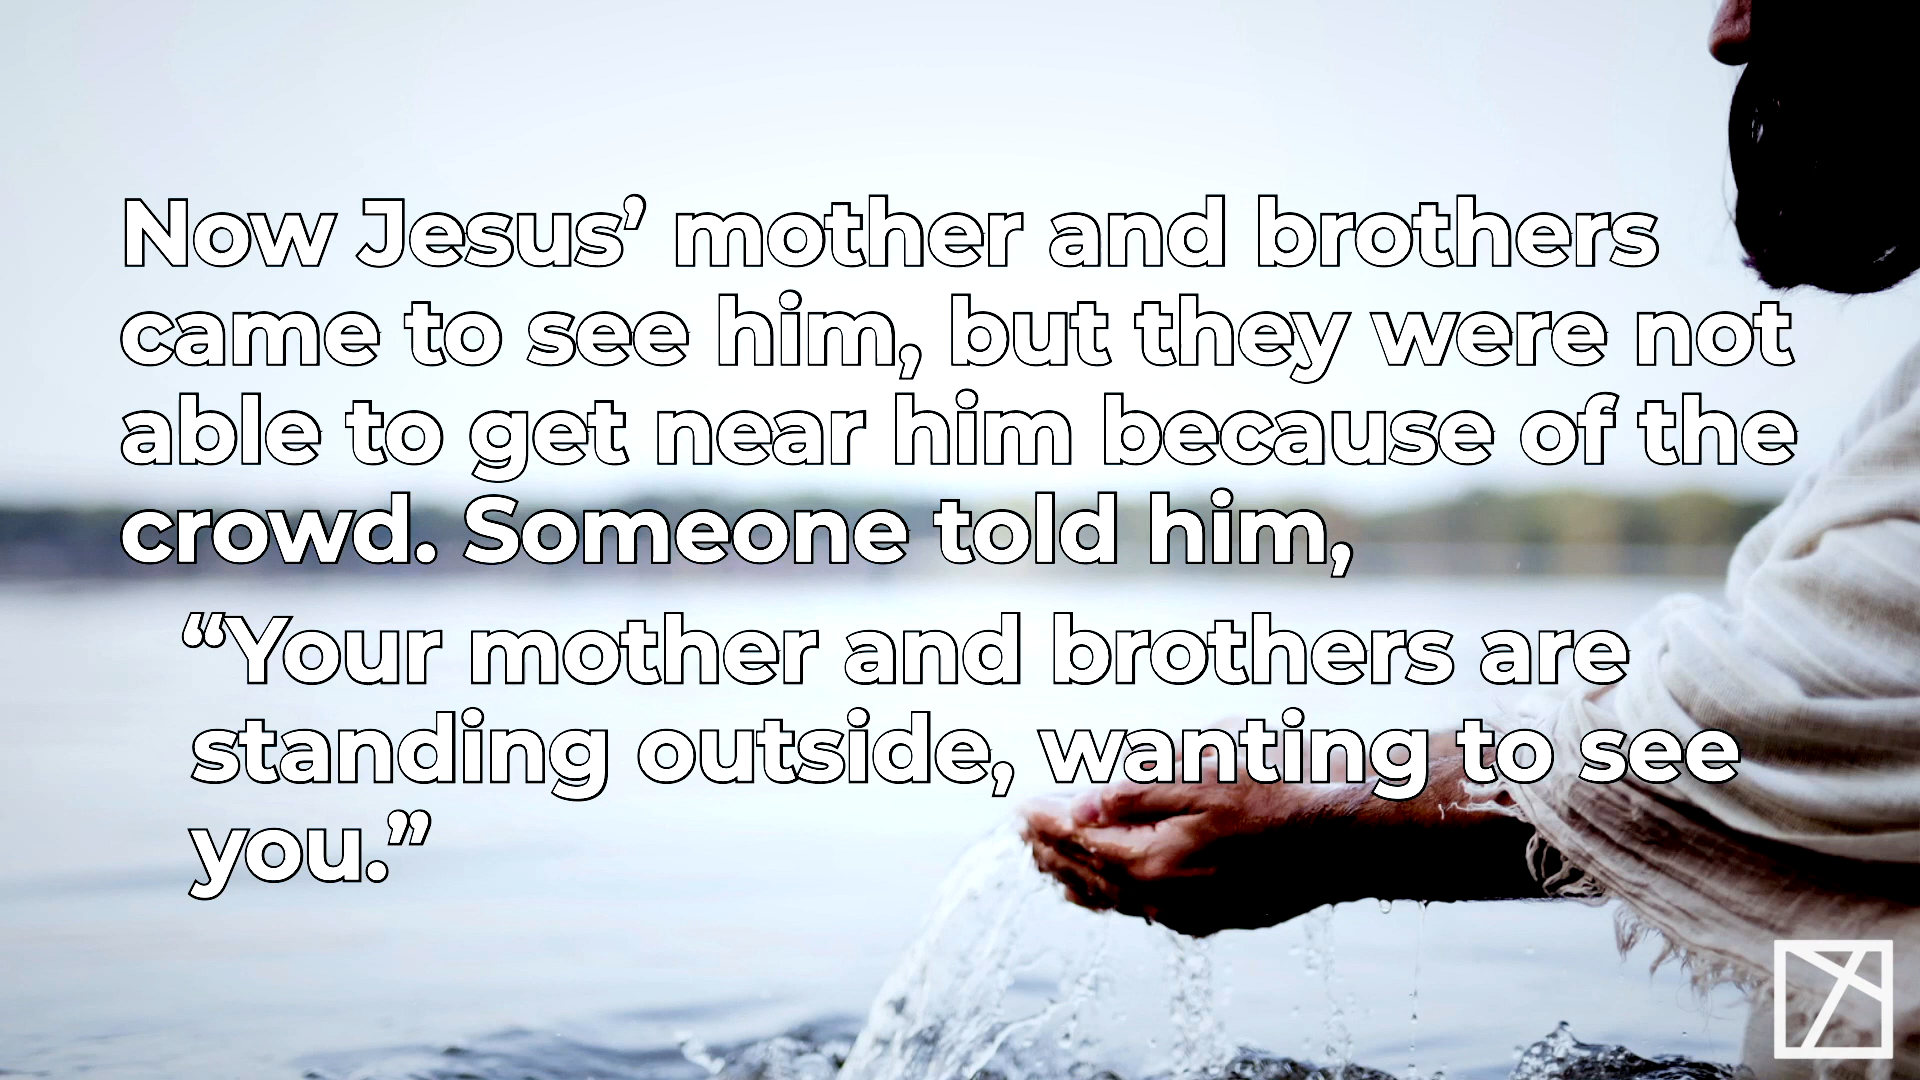 Now Jesus’ mother and brothers
came to see him, but they were not
able to get near him because of the
crowd. Someone told him,
“Your mother and brothers are
standing outside, wanting to see
you.”